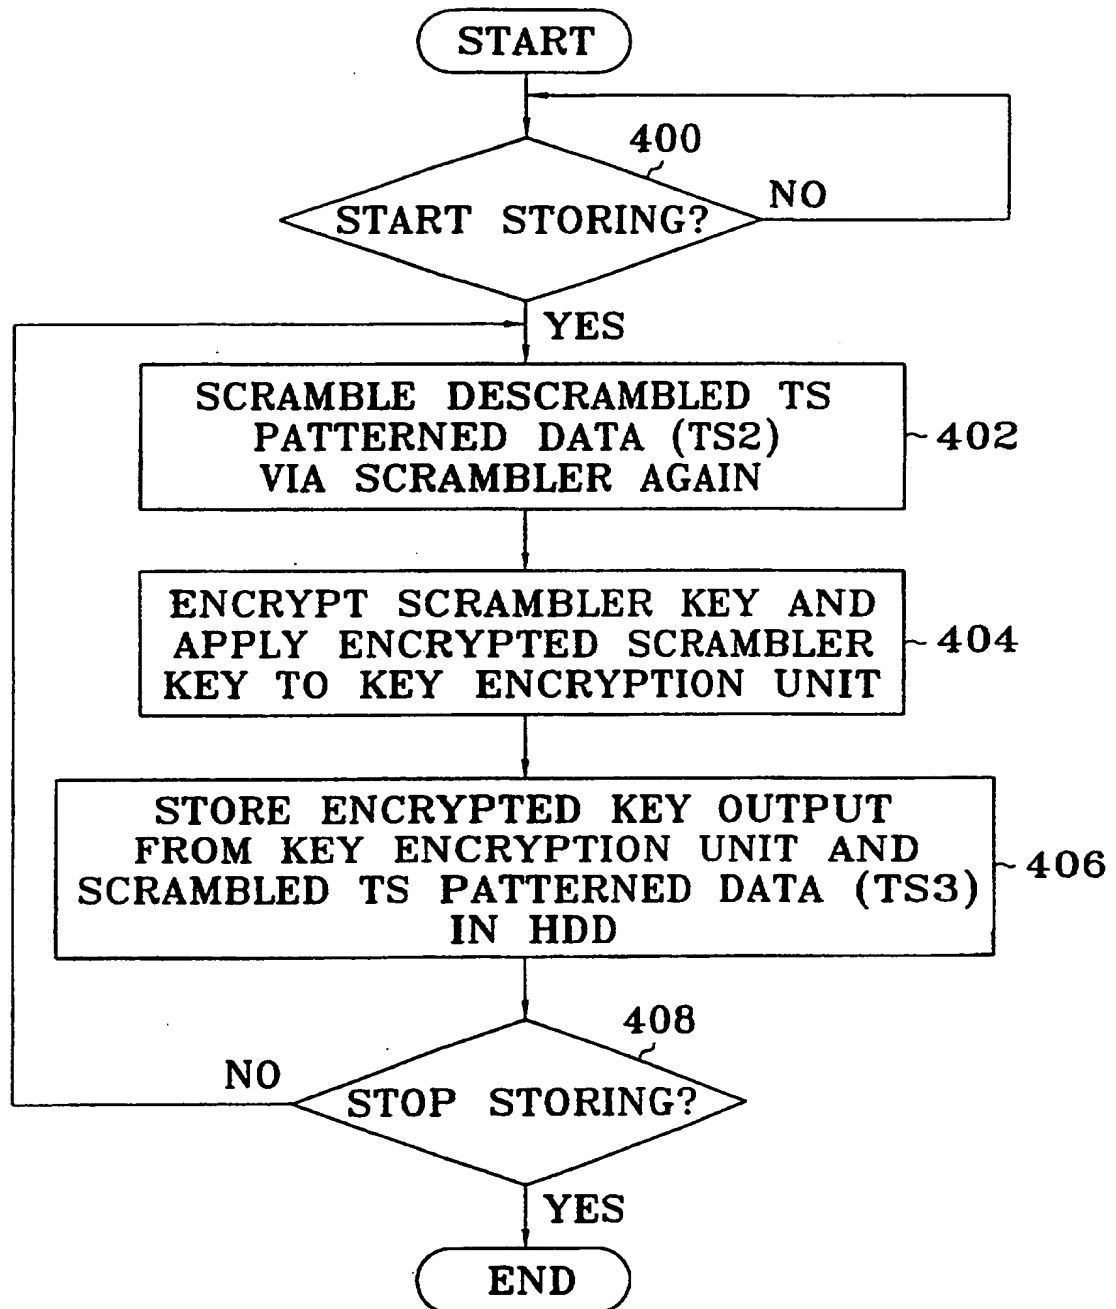 START
400
START STORING?
NO
YES
SCRAMBLE DESCRAMBLED TS
PATTERNED DATA (TS2)
VIA SCRAMBLER AGAIN
402
ENCRYPT SCRAMBLER KEY AND
APPLY ENCRYPTED SCRAMBLER
KEY TO KEY ENCRYPTION UNIT
404
STORE ENCRYPTED KEY OUTPUT
FROM KEY ENCRYPTION UNIT AND
SCRAMBLED TS PATTERNED DATA (TS3)
IN HDD
406
408
NO
STOP STORING?
YES
END